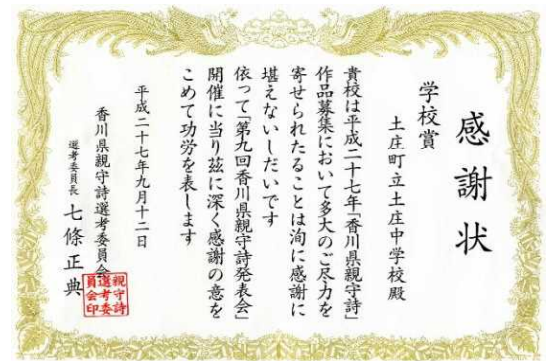 感謝状
学校賞
土庄町立土庄中学校殿
貴校は平成二十七年「香川県親守詩」
作品募集において多大のご尽力を
寄せられたることは洵に感謝に
堪えないしだいです
依って「第九回香川県親守詩発表会」
開催に当り茲に深く感謝の意を
こめて功労を表します
平成二十七年九月十二日
香川県親守詩選考委員会
選考委員長 七條正典
親守詩
選考委
員会印